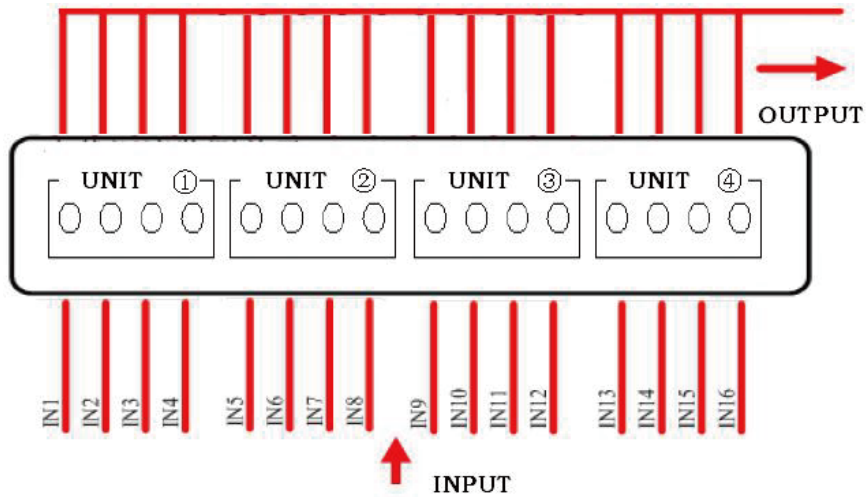 OUTPUT
UNIT ① UNIT ② UNIT ③ UNIT ④
IN1 IN2 IN3 IN4 IN5 IN6 IN7 IN8 IN9 IN10 IN11 IN12 IN13 IN14 IN15 IN16
INPUT